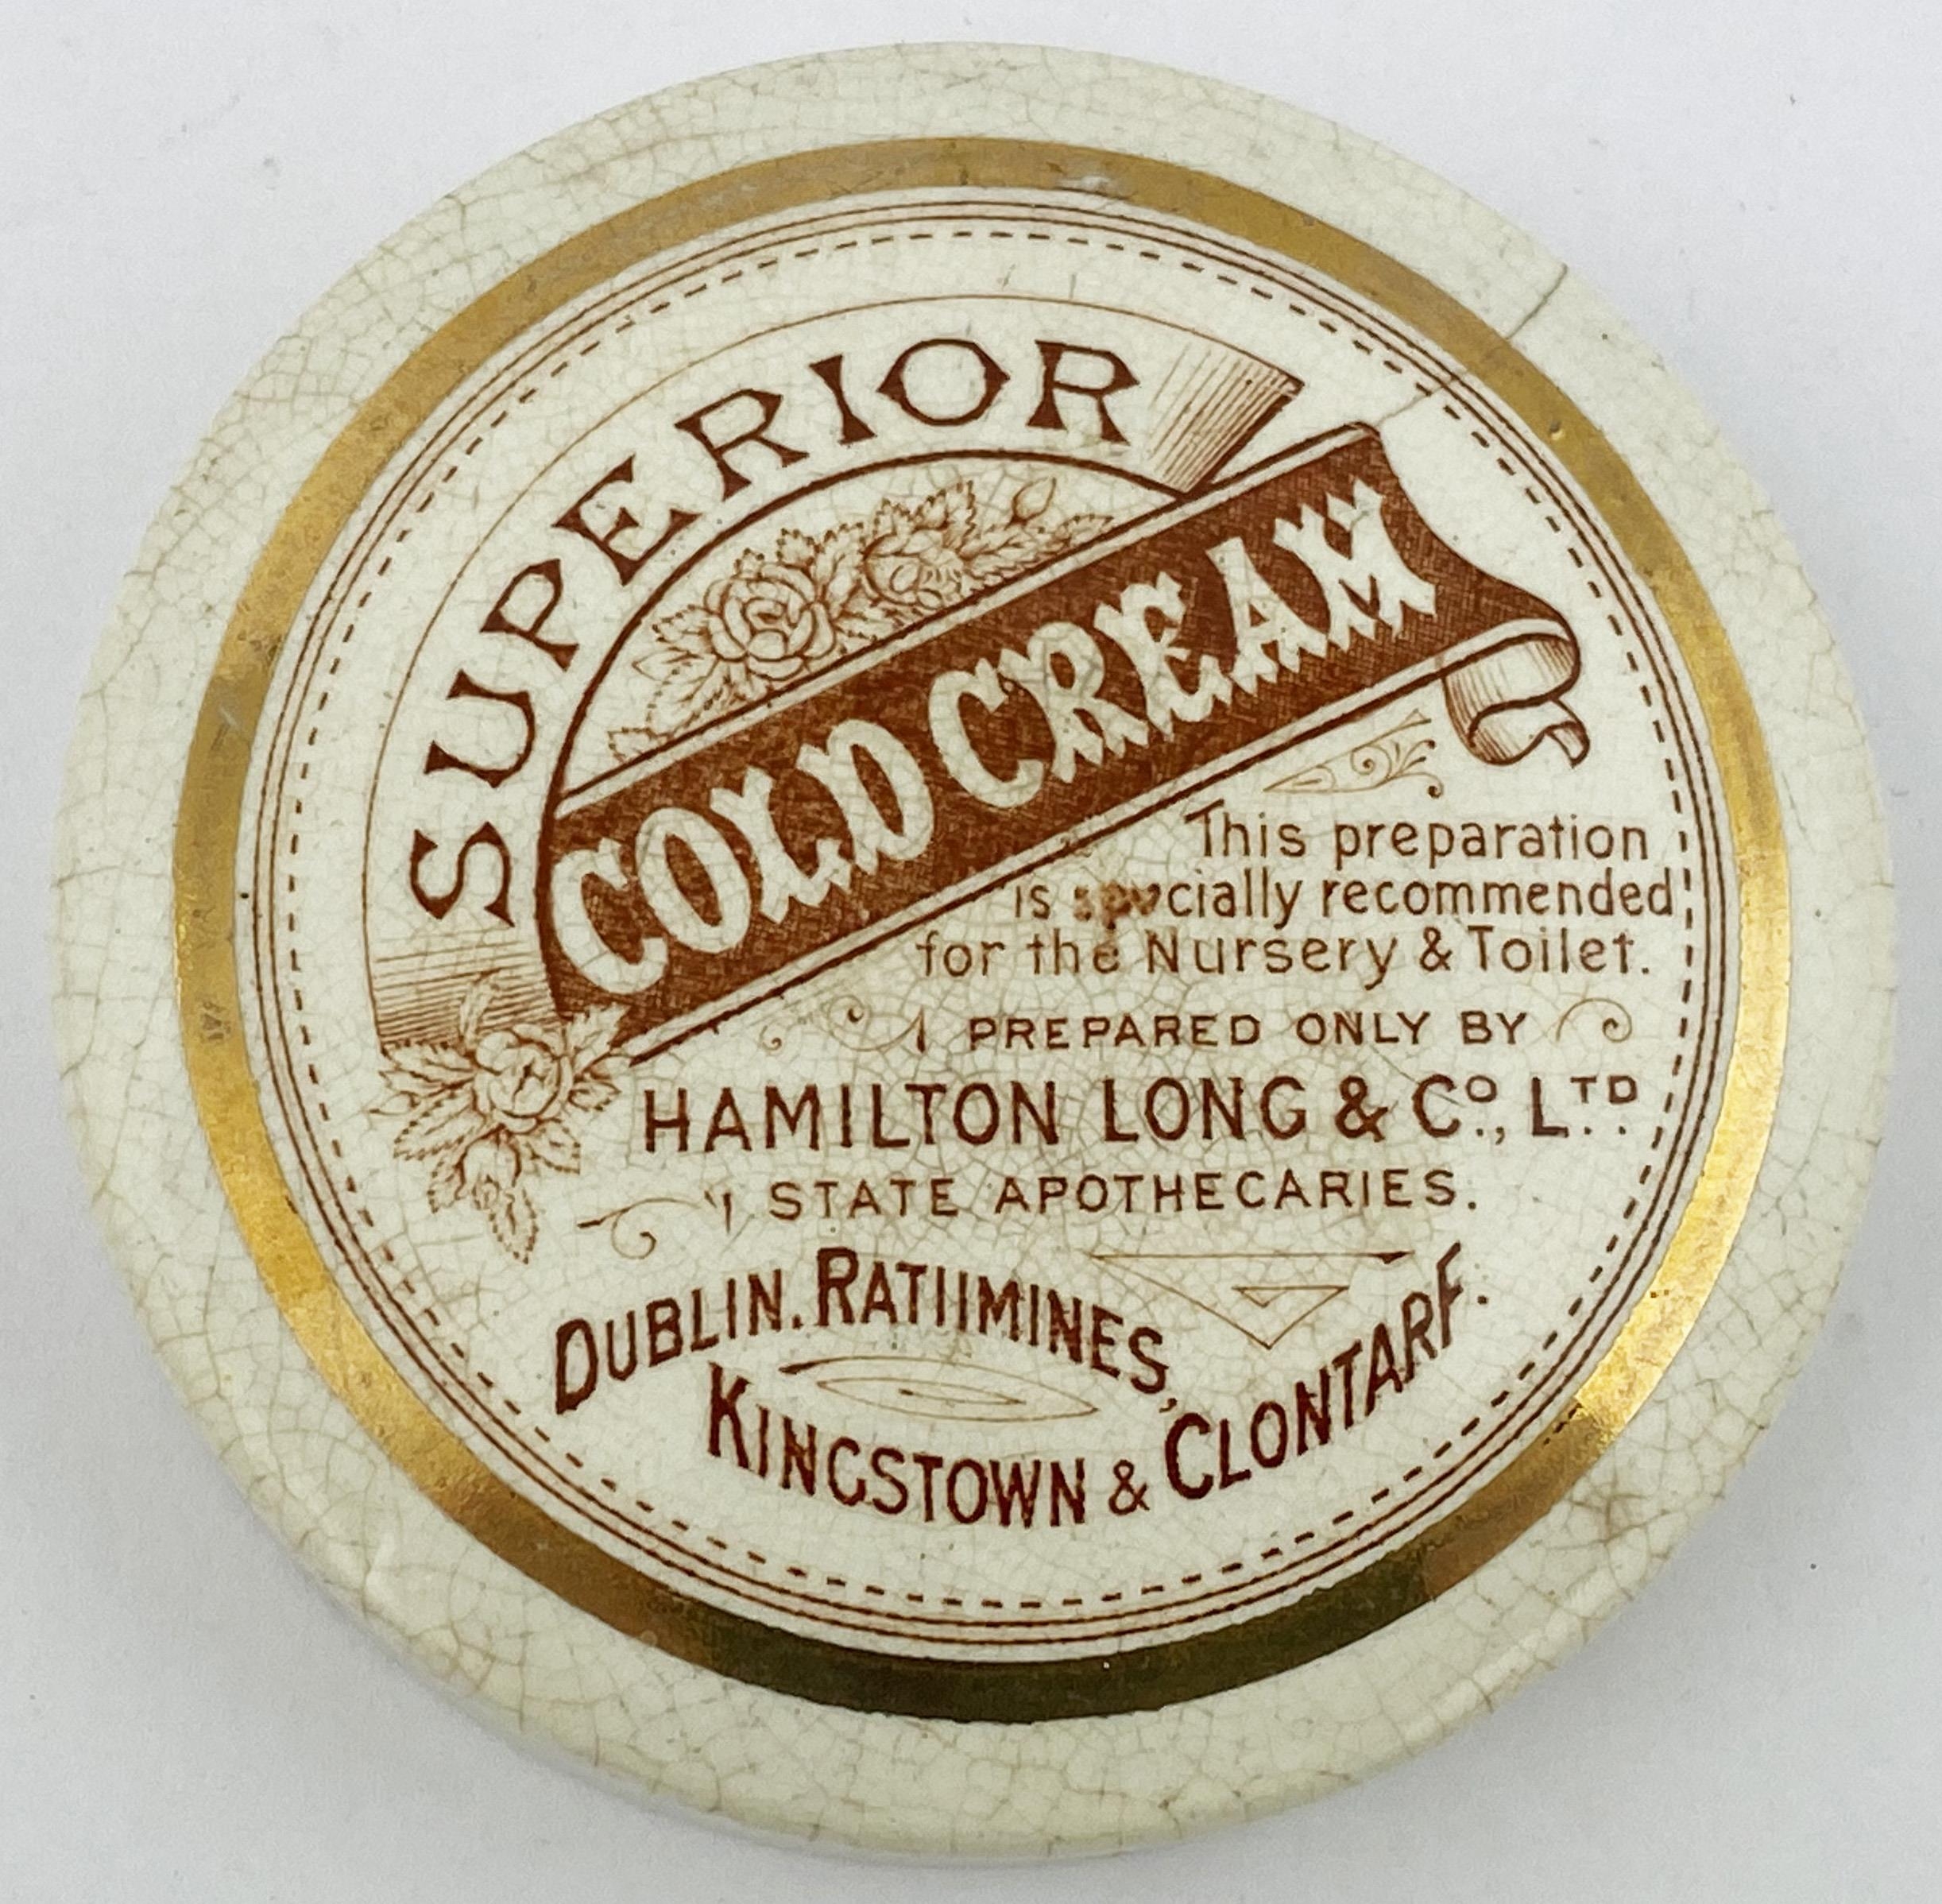 SUPERIOR
COLD CREAM
This preparation
is specially recommended
for the Nursery & Toilet.
PREPARED ONLY BY
HAMILTON LONG & Co., LTD.
STATE APOTHECARIES.
DUBLIN. RATHMINES,
KINGSTOWN & CLONTARF.